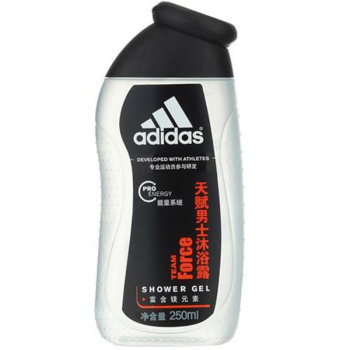 adidas
DEVELOPED WITH ATHLETES
专业运动员参与研发
PRO
ENERGY
能量系统
天赋男士沐浴露
TEAM
Force
SHOWER GEL
富含镁元素
净含量 250ml